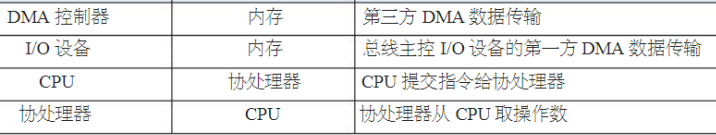 DMA 控制器 内存 第三方 DMA 数据传输
I/O 设备 内存 总线主控 I/O 设备的第一方 DMA 数据传输
CPU 协处理器 CPU 提交指令给协处理器
协处理器 CPU 协处理器从 CPU 取操作数